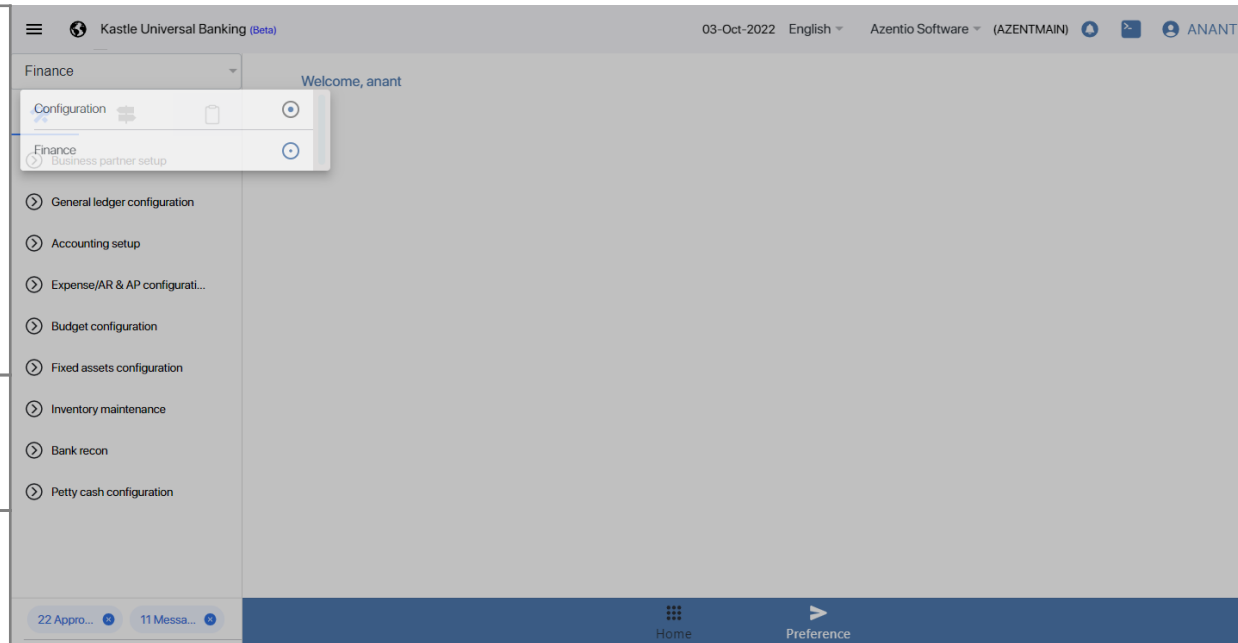 Kastle Universal Banking (Beta)
03-Oct-2022 English Azentio Software (AZENTMAIN) ANANT
Finance
Welcome, anant
Configuration
Finance
Business partner setup
General ledger configuration
Accounting setup
Expense/AR & AP configurati...
Budget configuration
Fixed assets configuration
Inventory maintenance
Bank recon
Petty cash configuration
22 Appro... 11 Messa...
Home Preference